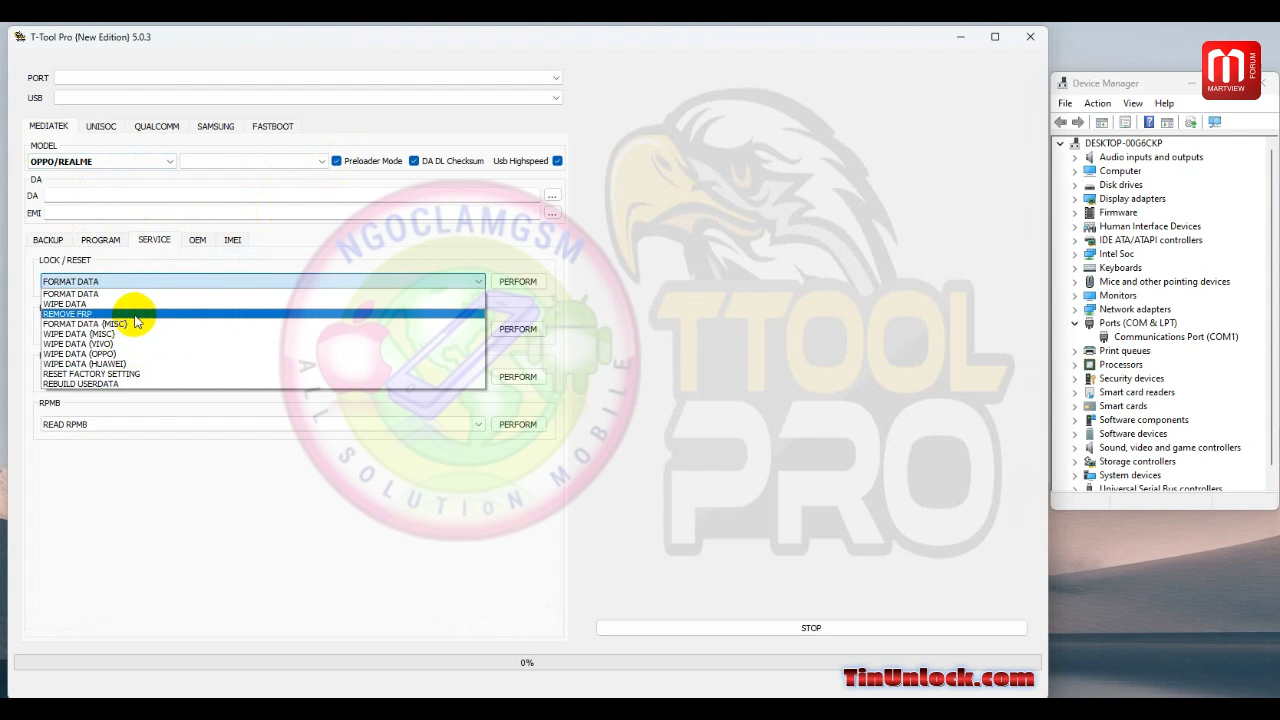 T-Tool Pro {New Edition} 5.0.3
PORT
USB
MEDIATEK UNISOC QUALCOMM SAMSUNG FASTBOOT
MODEL
OPPO/REALME Preloader Mode DA DL Checksum Usb Highspeed
DA
DA ...
EMI ...
BACKUP PROGRAM SERVICE OEM IMEI
LOCK / RESET
FORMAT DATA PERFORM
FORMAT DATA
WIPE DATA
REMOVE FRP
FORMAT DATA {MISC}
WIPE DATA {MISC} PERFORM
WIPE DATA {VIVO}
WIPE DATA {OPPO}
WIPE DATA {HUAWEI}
RESET FACTORY SETTING
REBUILD USERDATA PERFORM
RPMB
READ RPMB PERFORM
NGOCLAMGSM
ALL SOLUTION MOBILE
TTOOL
PRO
STOP
0%
TinUnlock.com
MARTVIEW
FORUM
Device Manager
File Action View Help
DESKTOP-00G6CKP
Audio inputs and outputs
Computer
Disk drives
Display adapters
Firmware
Human Interface Devices
IDE ATA/ATAPI controllers
Intel Soc
Keyboards
Mice and other pointing devices
Monitors
Network adapters
Ports (COM & LPT)
Communications Port (COM1)
Print queues
Processors
Security devices
Smart card readers
Smart cards
Software components
Software devices
Sound, video and game controllers
Storage controllers
System devices
Universal Serial Bus controllers